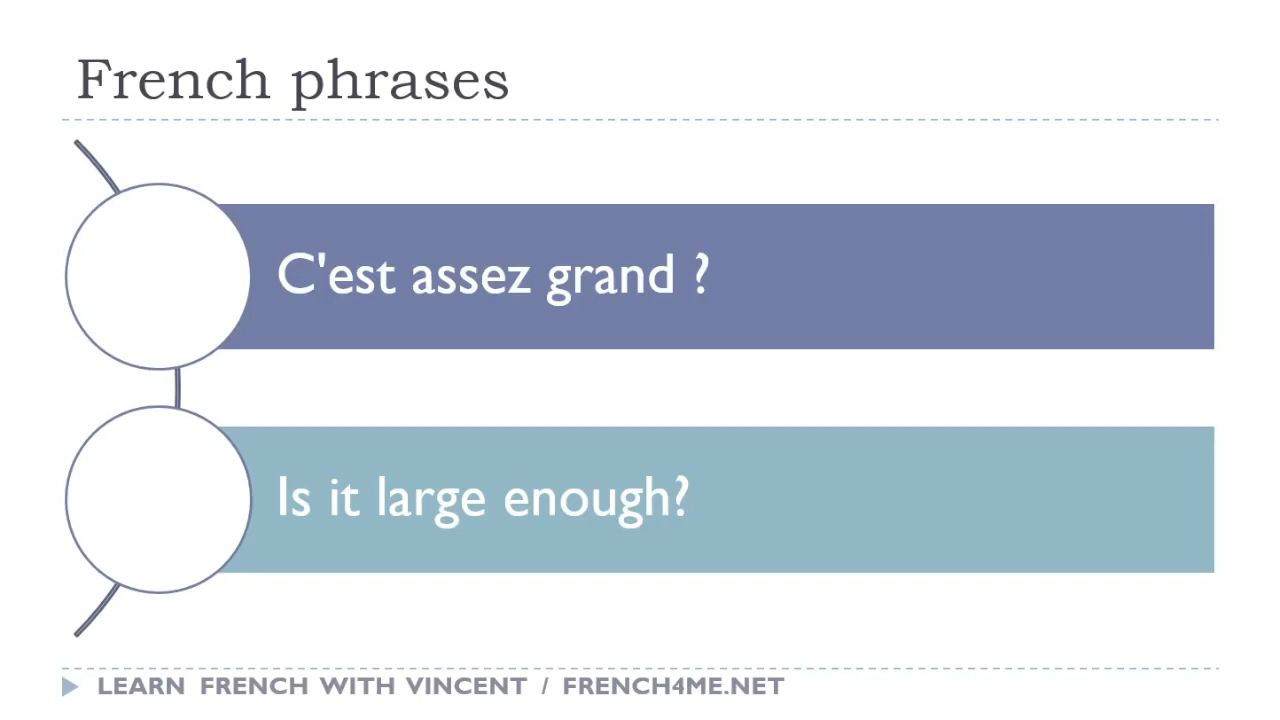 French phrases
C'est assez grand ?
Is it large enough?
LEARN FRENCH WITH VINCENT / FRENCH4ME.NET